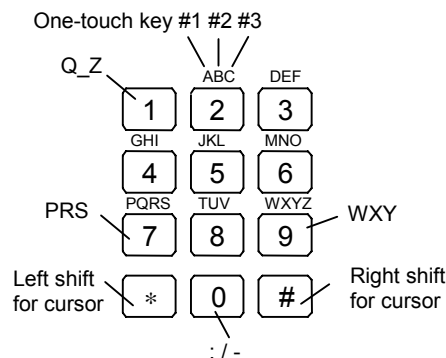 One-touch key #1 #2 #3
Q_Z
ABC DEF
1 2 3
GHI JKL MNO
4 5 6
PRS PQRS TUV WXYZ WXY
7 8 9
Left shift for cursor
* 0 #
Right shift for cursor
: / -